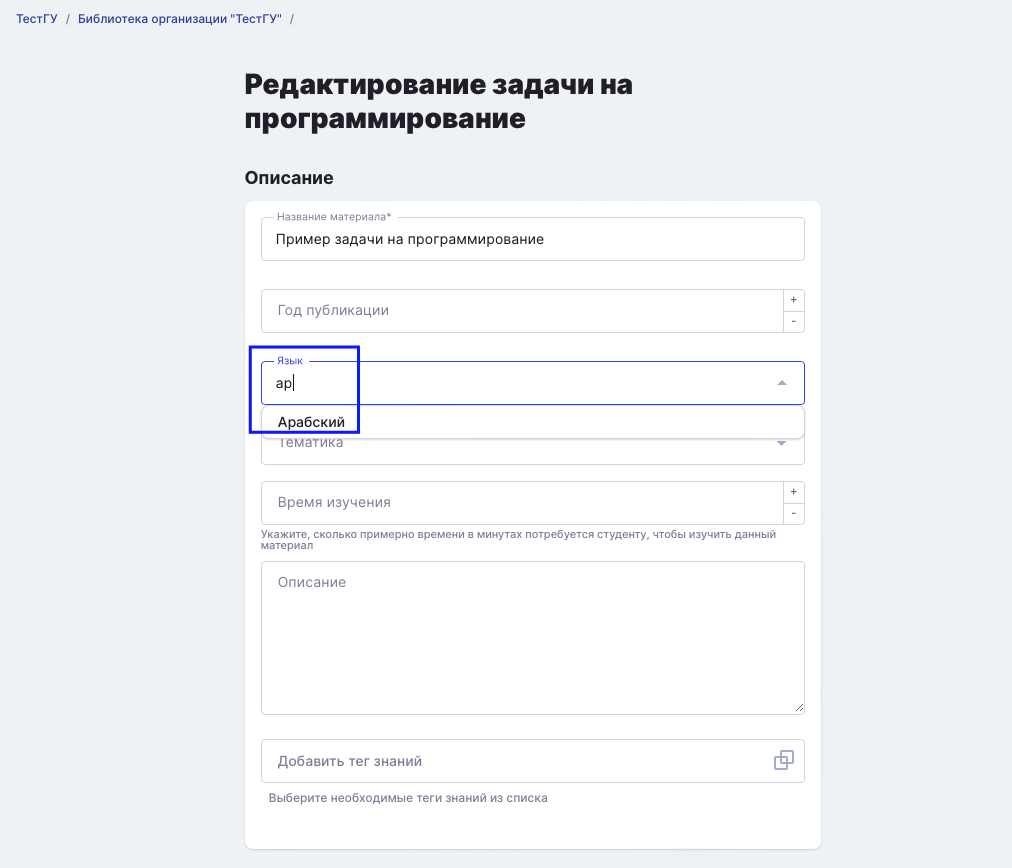 ТестГУ / Библиотека организации "ТестГУ" /
Редактирование задачи на
программирование
Описание
Название материала*
Пример задачи на программирование
Год публикации
+
-
Язык
ар
Арабский
Тематика
Время изучения
+
-
Укажите, сколько примерно времени в минутах потребуется студенту, чтобы изучить данный
материал
Описание
Добавить тег знаний
Выберите необходимые теги знаний из списка